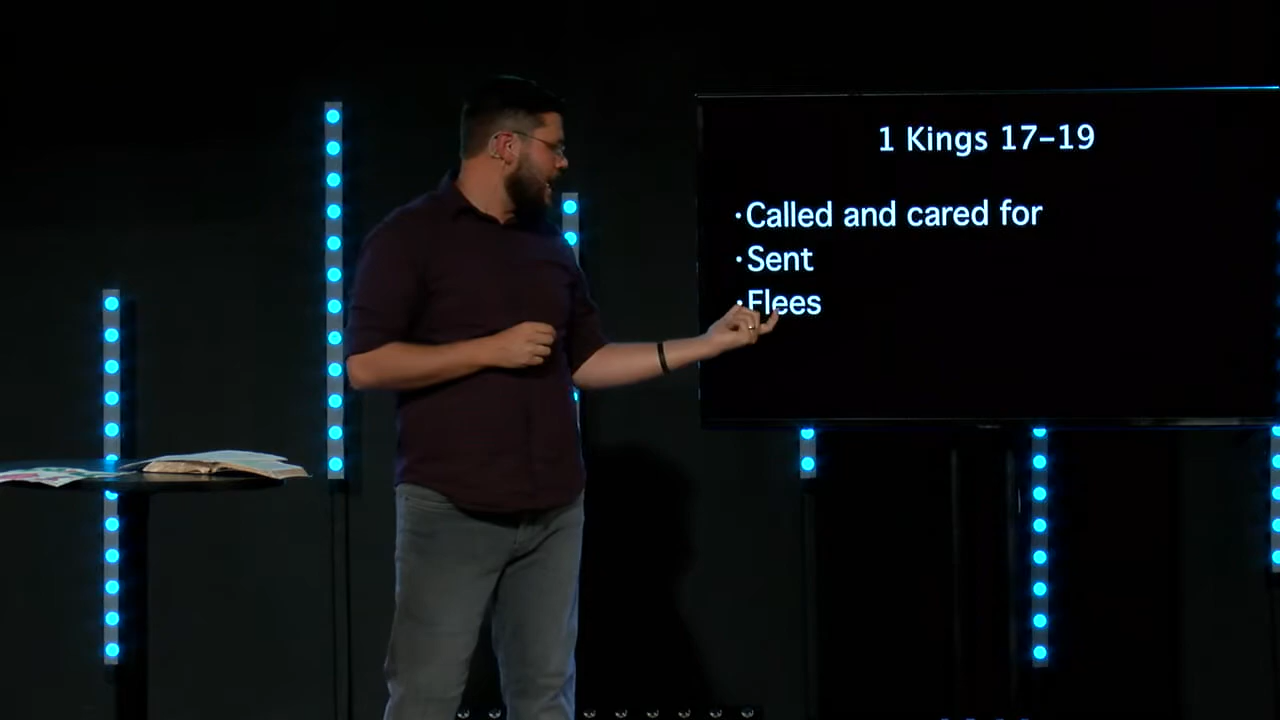 1 Kings 17–19
·Called and cared for
·Sent
·Flees